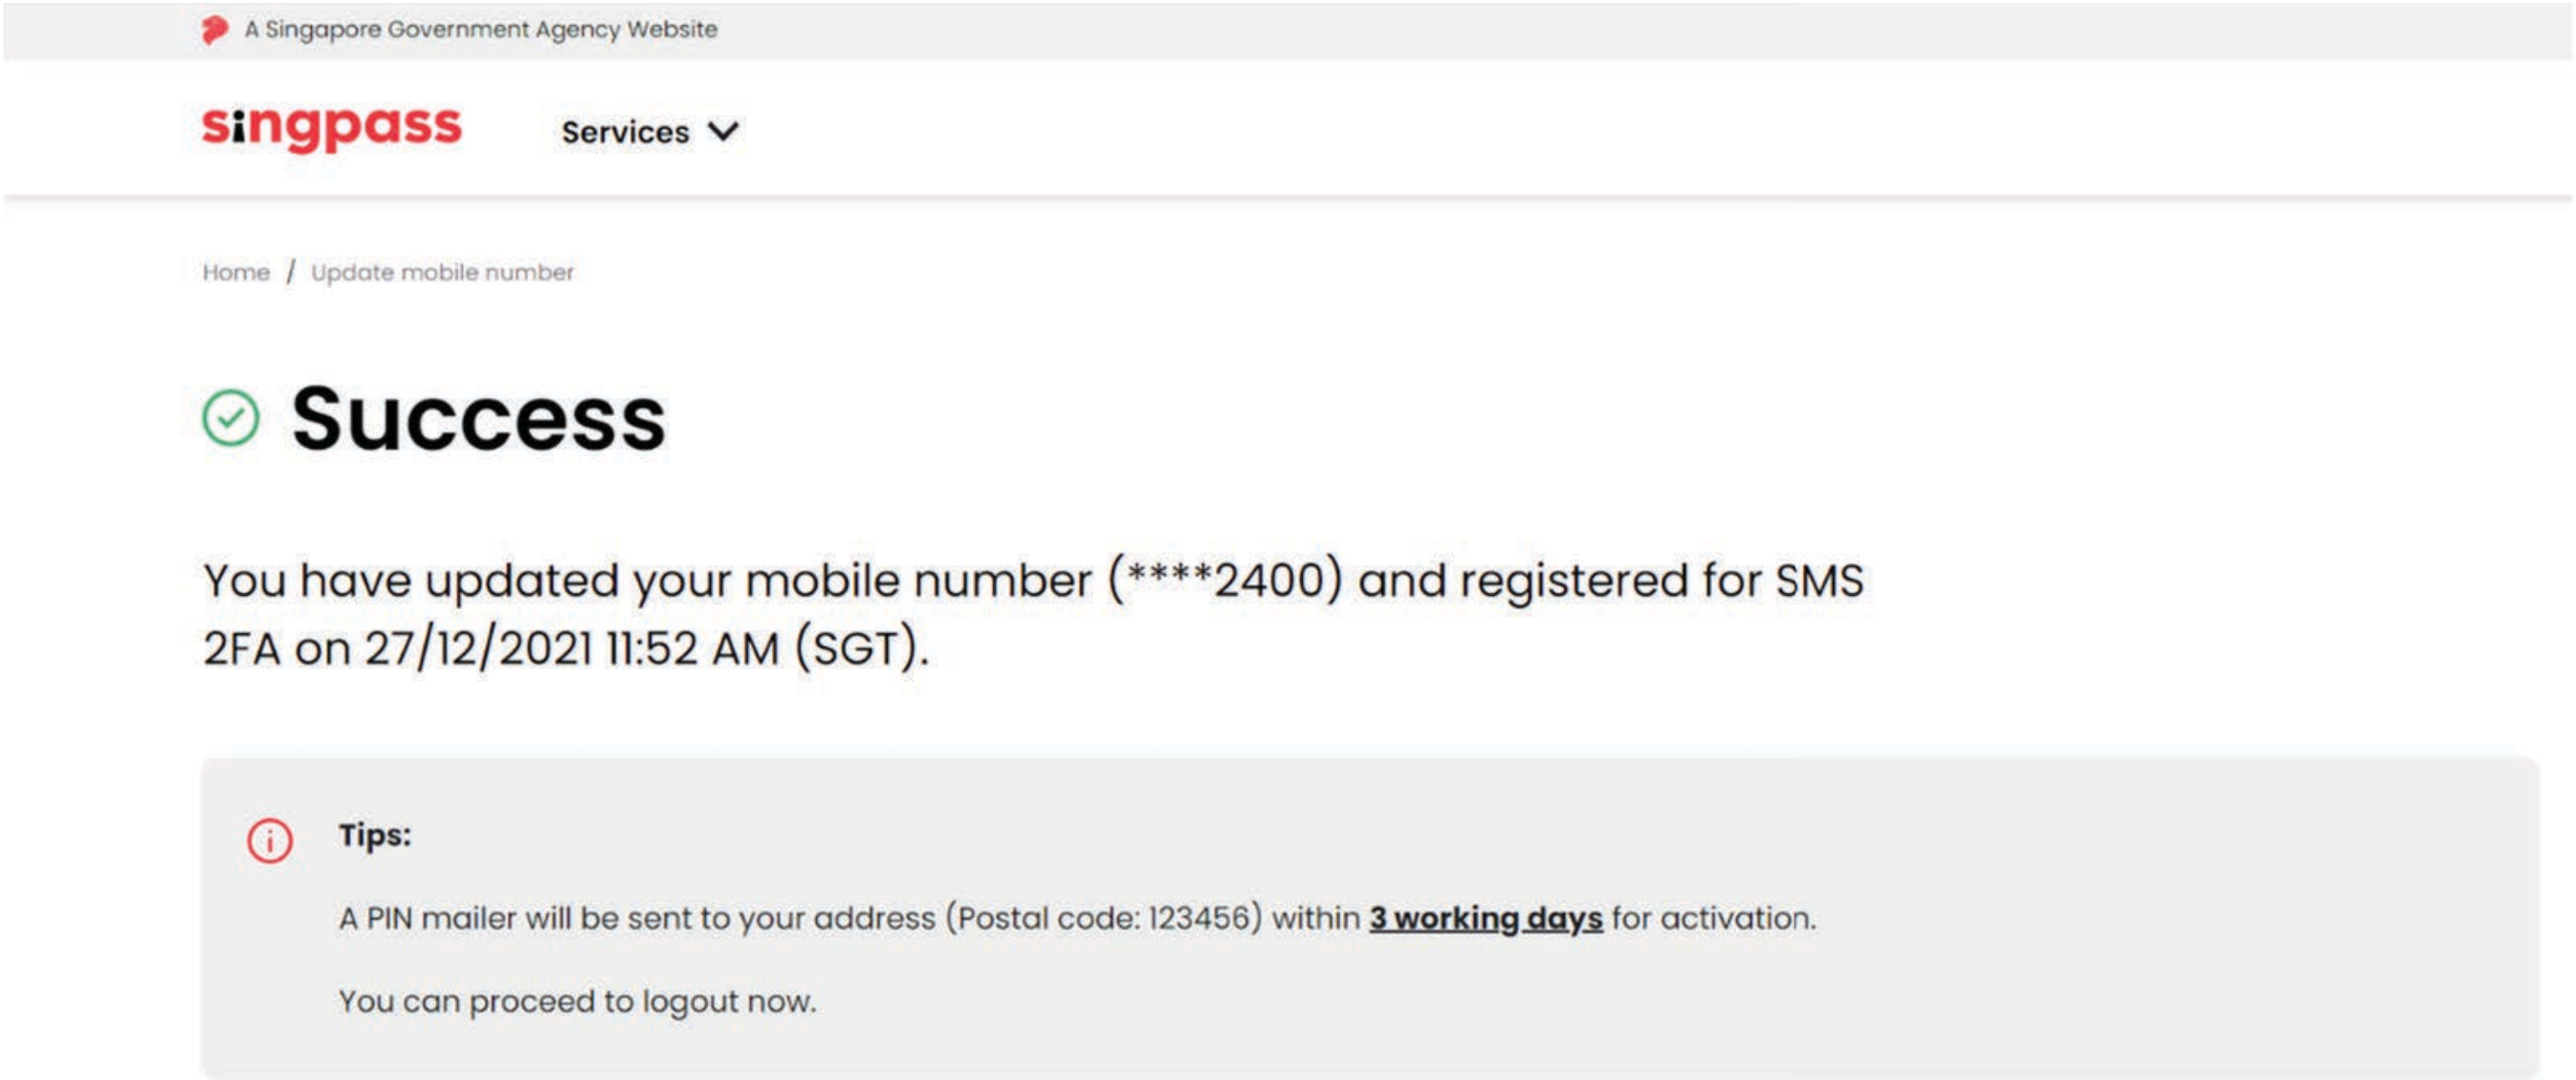 A Singapore Government Agency Website
singpass
Services
Home / Update mobile number
Success
You have updated your mobile number (****2400) and registered for SMS
2FA on 27/12/2021 11:52 AM (SGT).
Tips:
A PIN mailer will be sent to your address (Postal code: 123456) within 3 working days for activation.
You can proceed to logout now.